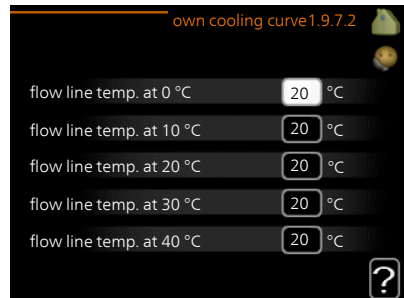 own cooling curve1.9.7.2
flow line temp. at 0 °C 20 °C
flow line temp. at 10 °C 20 °C
flow line temp. at 20 °C 20 °C
flow line temp. at 30 °C 20 °C
flow line temp. at 40 °C 20 °C
?